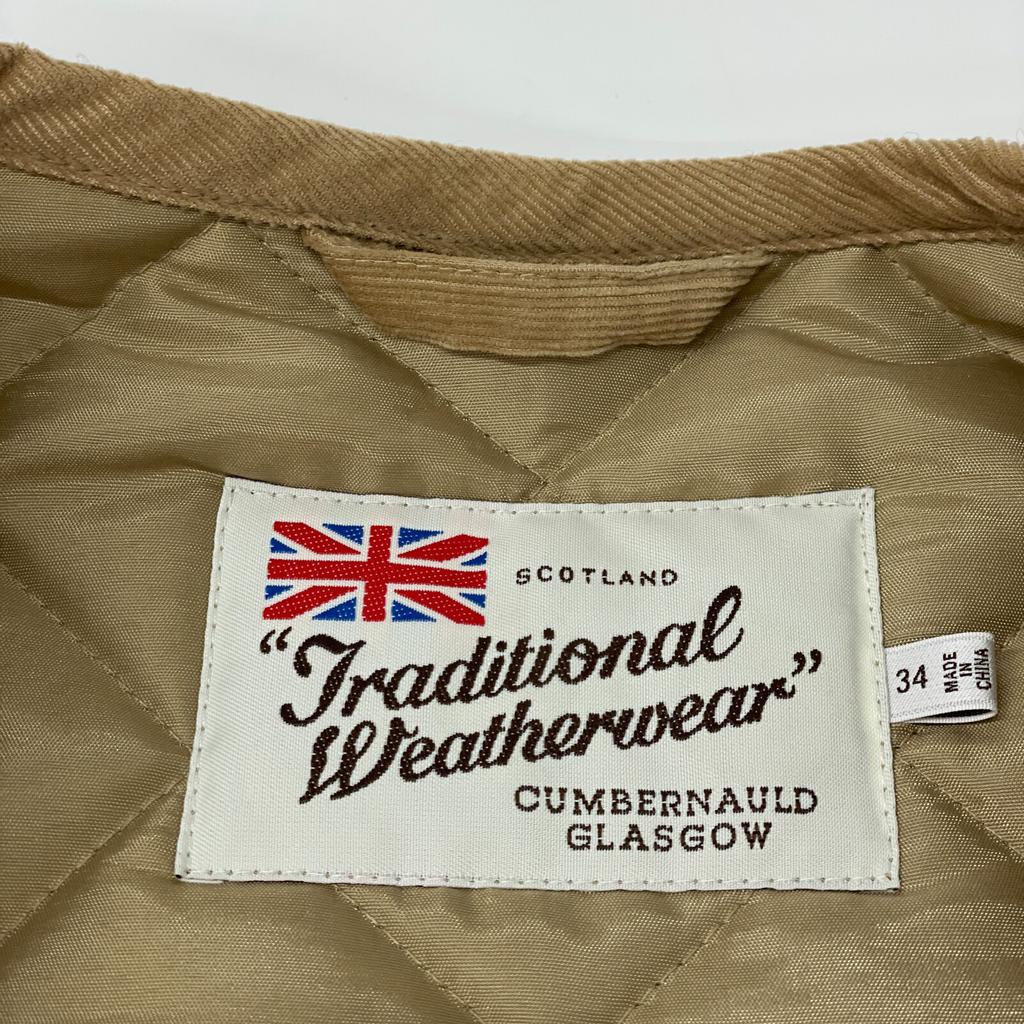 SCOTLAND
"Traditional
Weatherwear"
CUMBERNAULD
GLASGOW
34
MADE
IN
CHINA